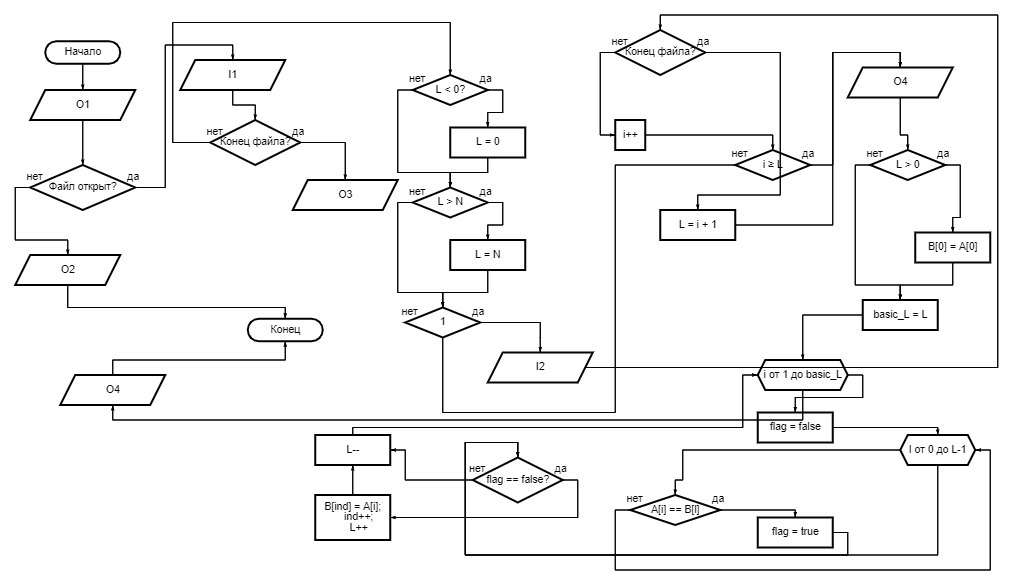 Начало
O1
нет
Файл открыт?
да
O2
I1
нет
Конец файла?
да
O3
Конец
O4
нет
L < 0?
да
L = 0
нет
L > N
да
L = N
нет
1
да
I2
нет
Конец файла?
да
i++
нет
i ≥ L
да
L = i + 1
O4
нет
L > 0
да
B[0] = A[0]
basic_L = L
i от 1 до basic_L
flag = false
l от 0 до L-1
нет
A[i] == B[l]
да
flag = true
нет
flag == false?
да
B[ind] = A[i];
ind++;
L++
L--